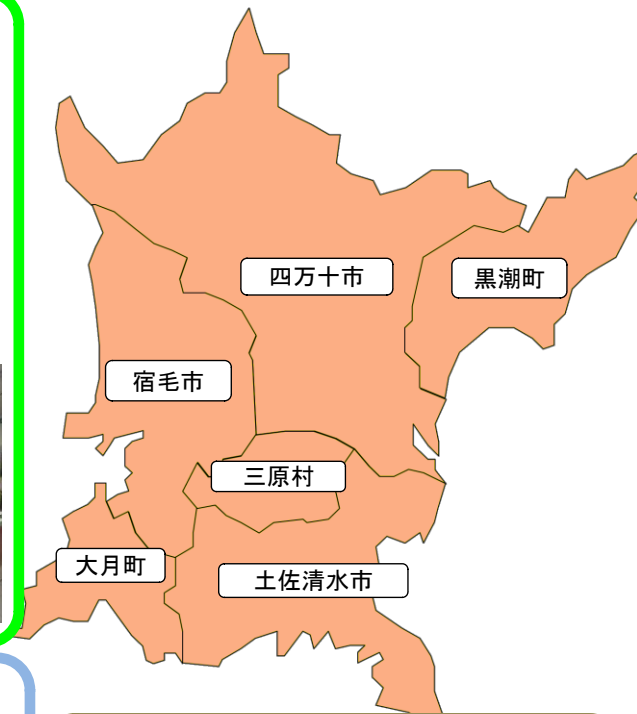 四万十市
黒潮町
宿毛市
三原村
大月町
土佐清水市